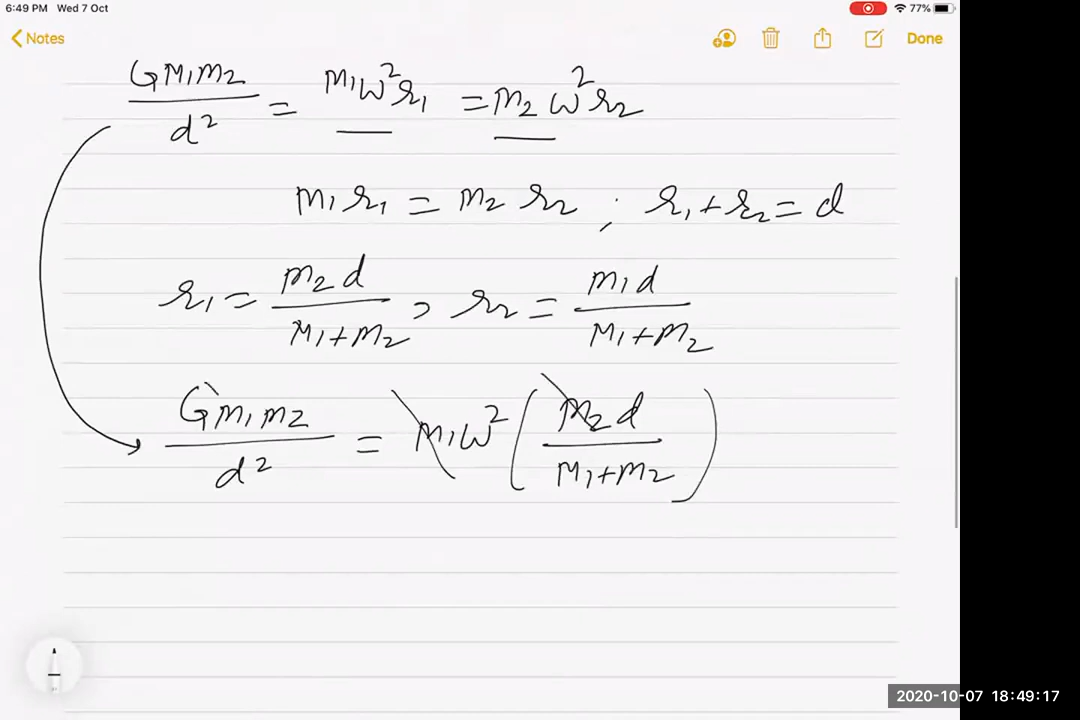 6:49 PM Wed 7 Oct 77%
Notes Done
GM1m2/d² = m1ω²r1 = m2ω²r2
m1r1 = m2r2 ; r1+r2 = d
r1 = m2d/M1+m2 , r2 = m1d/M1+m2
Gm1m2/d² = m1ω²(m2d/M1+m2)
2020-10-07 18:49:17